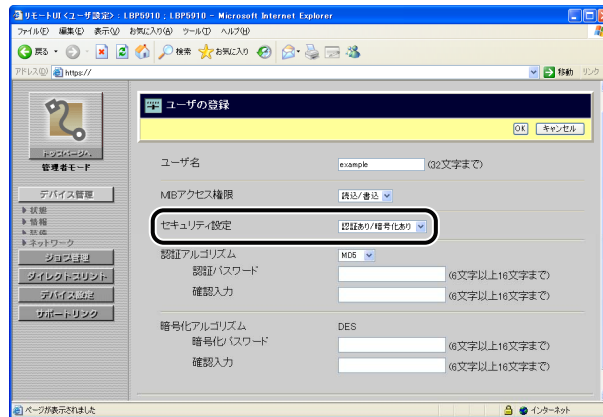 リモートUI <ユーザ設定> : LBP5910 ; LBP5910 - Microsoft Internet Explorer
ファイル(F) 編集(E) 表示(V) お気に入り(A) ツール(T) ヘルプ(H)
戻る 検索 お気に入り
アドレス(D) https:// 移動 リンク
ユーザの登録
OK キャンセル
トップページへ
管理者モード
デバイス管理
状態
情報
ネットワーク
ジョブ管理
ダイレクトプリント
デバイス設定
サポートリンク
ユーザ名 example (32文字まで)
MIBアクセス権限 読込/書込
セキュリティ設定 認証あり/暗号化あり
認証アルゴリズム MD5
認証パスワード (6文字以上16文字まで)
確認入力 (6文字以上16文字まで)
暗号化アルゴリズム DES
暗号化パスワード (6文字以上16文字まで)
確認入力 (6文字以上16文字まで)
ページが表示されました インターネット